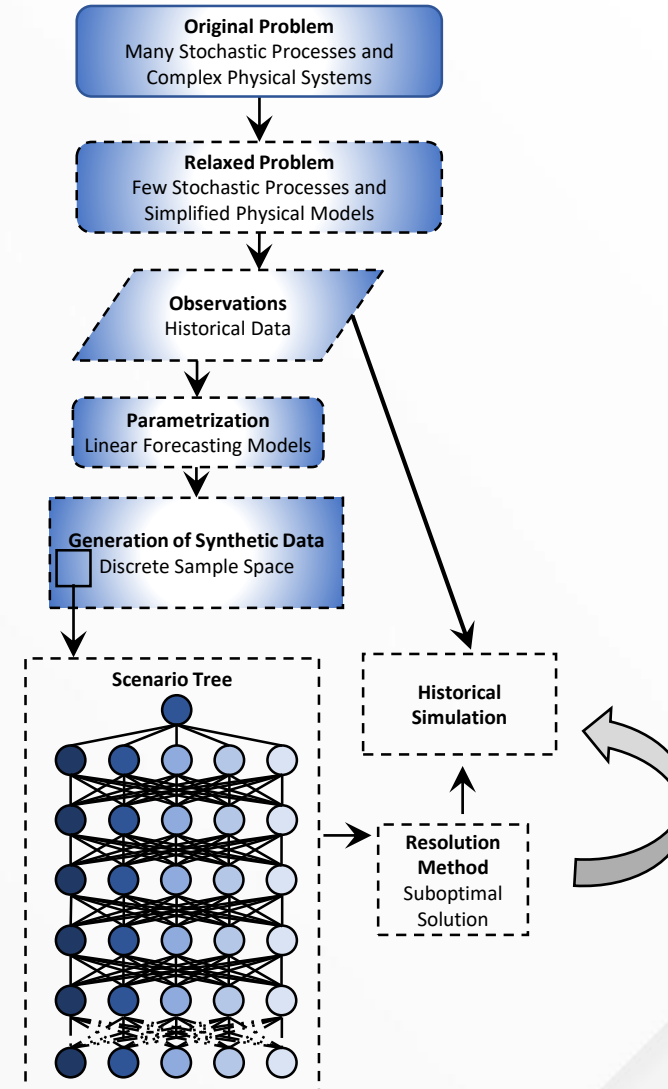 Original Problem
Many Stochastic Processes and
Complex Physical Systems
Relaxed Problem
Few Stochastic Processes and
Simplified Physical Models
Observations
Historical Data
Parametrization
Linear Forecasting Models
Generation of Synthetic Data
Discrete Sample Space
Scenario Tree
Historical
Simulation
Resolution
Method
Suboptimal
Solution